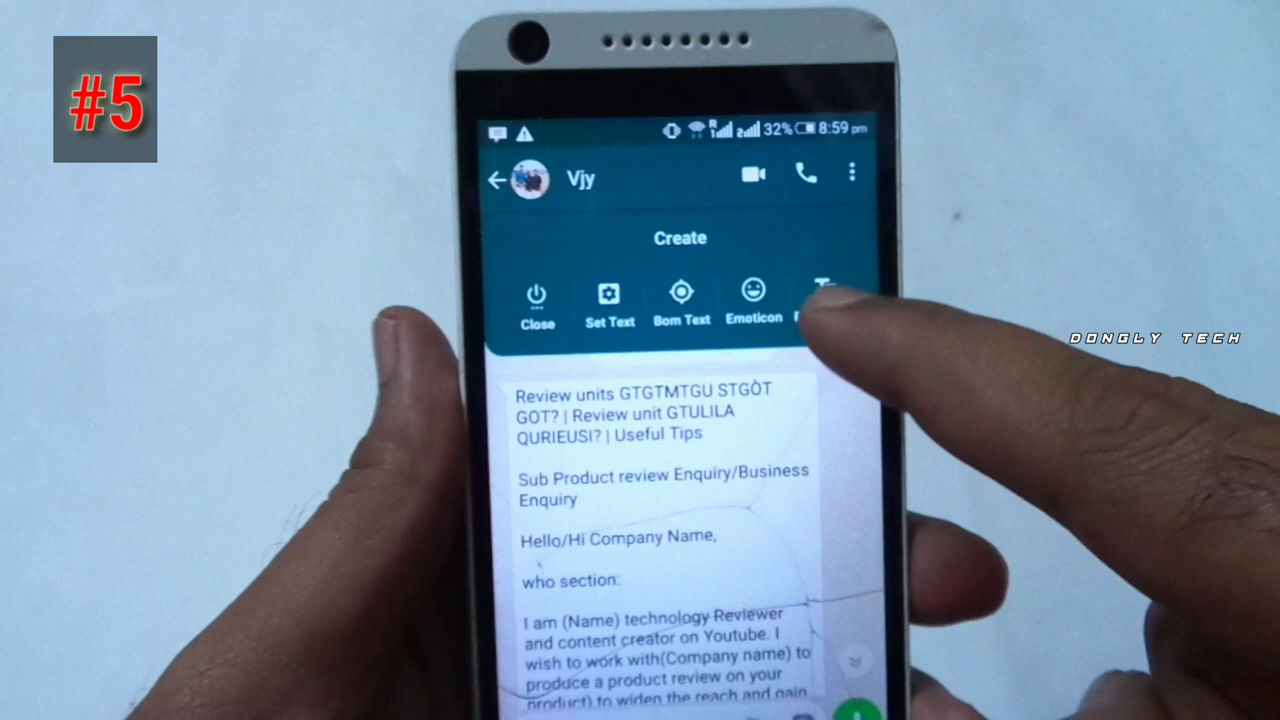 #5
R
1
2
32%
8:59 pm
Vjy
Create
Close
Set Text
Bom Text
Emoticon
DONGLY TECH
Review units GTGTMTGU STGÒT
GOT? | Review unit GTULILA
QURIEUSI? | Useful Tips
Sub Product review Enquiry/Business
Enquiry
Hello/Hi Company Name,
who section:
I am (Name) technology Reviewer
and content creator on Youtube. I
wish to work with(Company name) to
produce a product review on your
product) to widen the reach and gain